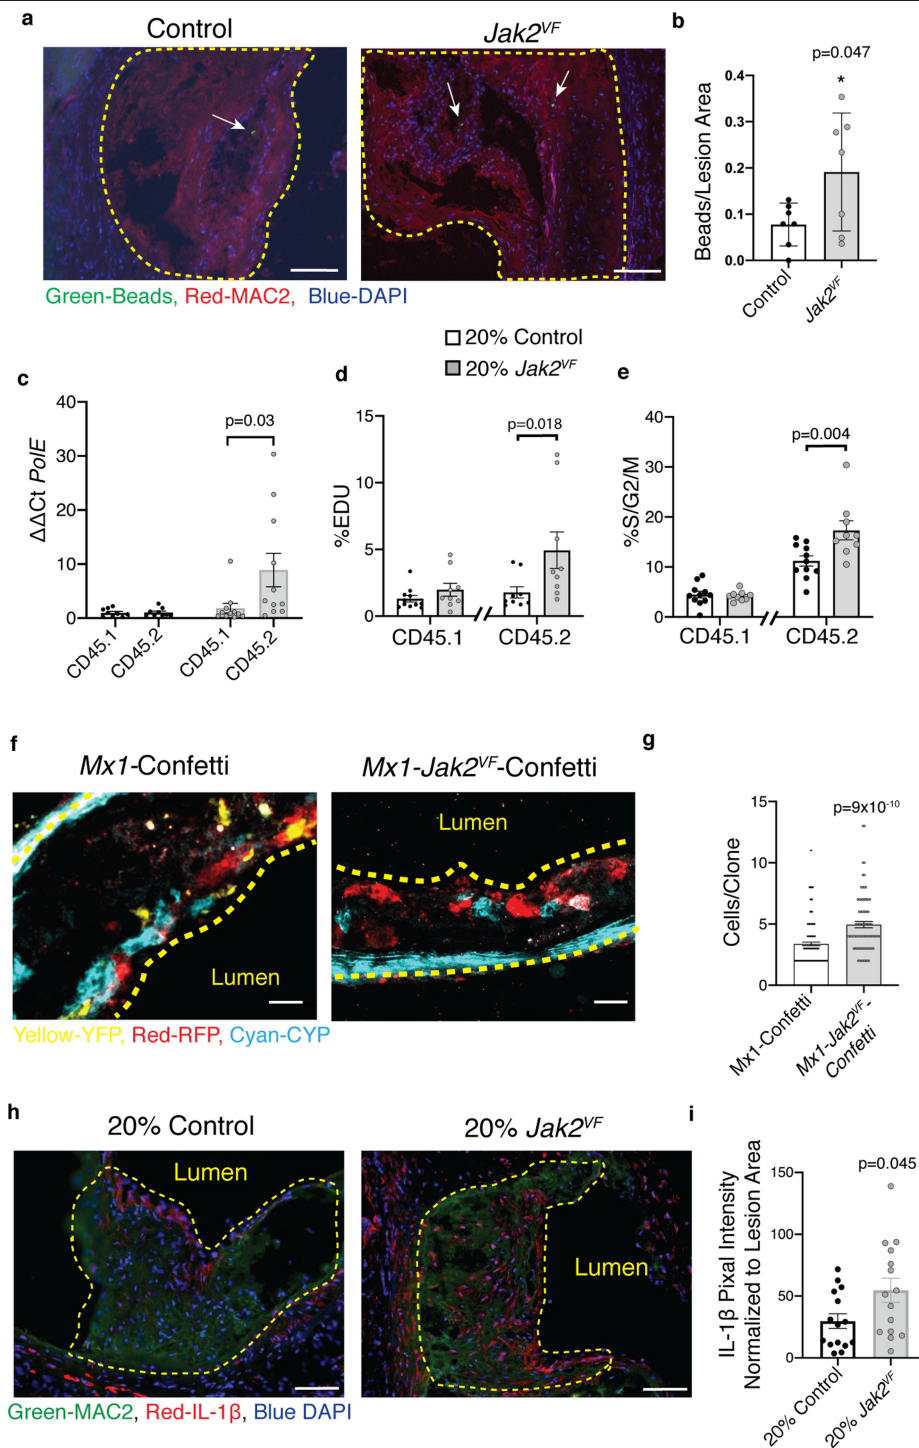 a
Control
Jak2VF
Green-Beads, Red-MAC2, Blue-DAPI
b
p=0.047
*
Beads/Lesion Area
0.4
0.3
0.2
0.1
0.0
Control
Jak2VF
20% Control
20% Jak2VF
c
ΔΔCt PolE
40
30
20
10
0
p=0.03
CD45.1
CD45.2
CD45.1
CD45.2
d
%EDU
15
10
5
0
p=0.018
CD45.1
CD45.2
e
%S/G2/M
40
30
20
10
0
p=0.004
CD45.1
CD45.2
f
Mx1-Confetti
Mx1-Jak2VF-Confetti
Lumen
Lumen
Yellow-YFP, Red-RFP, Cyan-CYP
g
Cells/Clone
15
10
5
0
p=9x10-10
Mx1-Confetti
Mx1-Jak2VF-
Confetti
h
20% Control
20% Jak2VF
Lumen
Lumen
Green-MAC2, Red-IL-1β, Blue DAPI
i
IL-1β Pixal Intensity
Normalized to Lesion Area
150
100
50
0
p=0.045
20% Control
20% Jak2VF